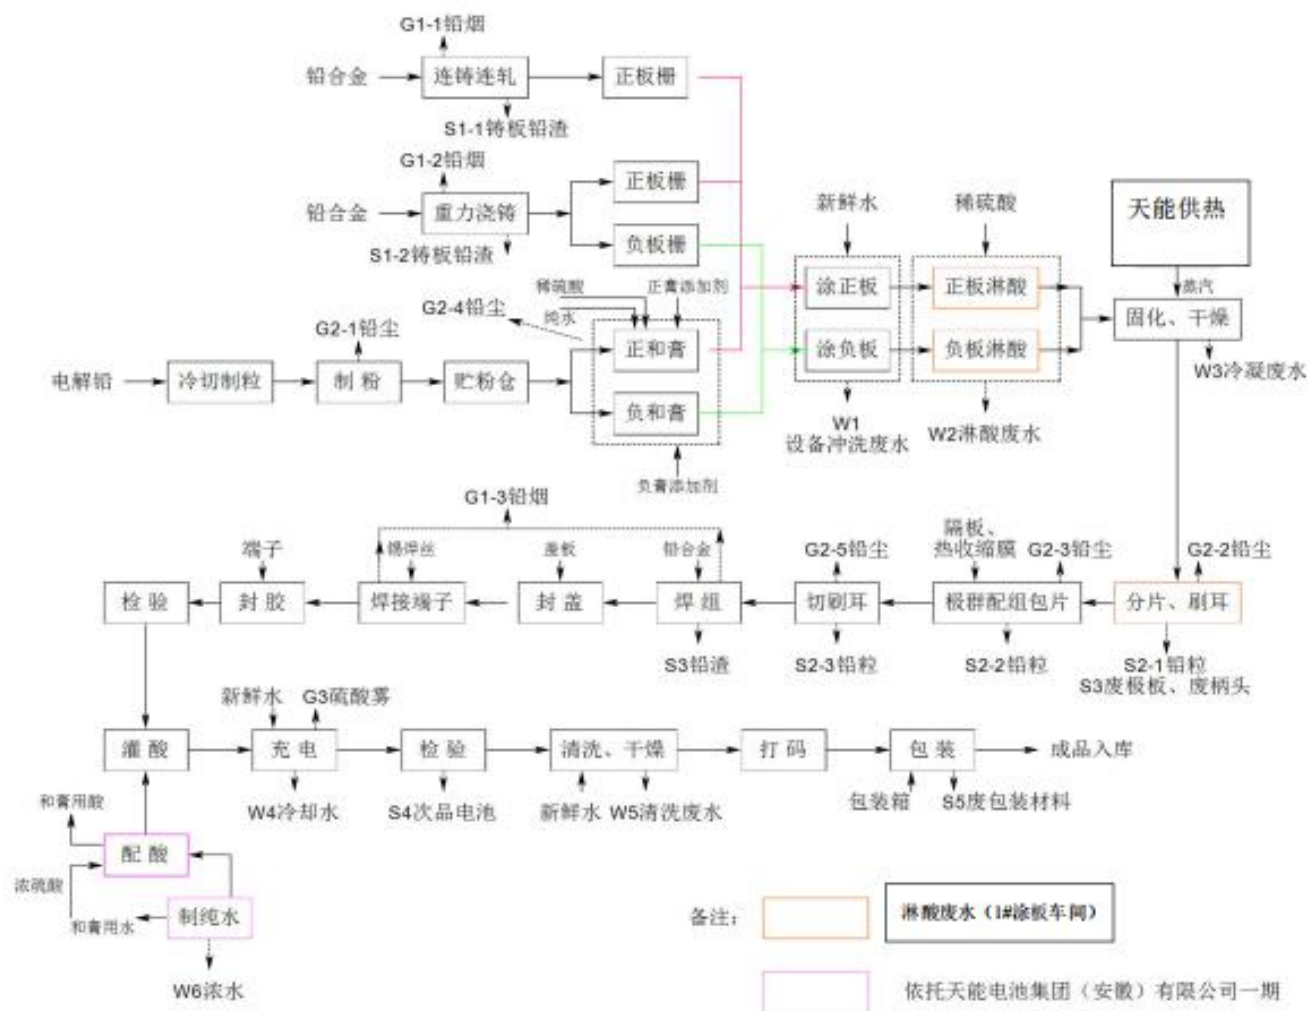 G1-1铅烟
铅合金
连铸连轧
正板栅
S1-1铸板铅渣
G1-2铅烟
正板栅
铅合金
重力浇铸
负板栅
S1-2铸板铅渣
新鲜水
稀硫酸
天能供热
蒸汽
稀硫酸
正膏添加剂
纯水
G2-4铅尘
涂正板
正板淋酸
固化、干燥
G2-1铅尘
正和膏
涂负板
负板淋酸
W3冷凝废水
电解铅
冷切制粒
制粉
贮粉仓
负和膏
W1
设备冲洗废水
W2淋酸废水
负膏添加剂
G1-3铅烟
端子
锡焊丝
盖板
铅合金
G2-5铅尘
隔板、
热收缩膜
G2-3铅尘
G2-2铅尘
检验
封胶
焊接端子
封盖
焊组
切刷耳
极群配组包片
分片、刷耳
S3铅渣
S2-3铅粒
S2-2铅粒
S2-1铅粒
S3废极板、废柄头
新鲜水
G3硫酸雾
灌酸
充电
检验
清洗、干燥
打码
包装
成品入库
W4冷却水
S4次品电池
新鲜水
W5清洗废水
包装箱
S5废包装材料
和膏用酸
配酸
浓硫酸
制纯水
和膏用水
W6浓水
备注：
淋酸废水（1#涂板车间）
依托天能电池集团（安徽）有限公司一期